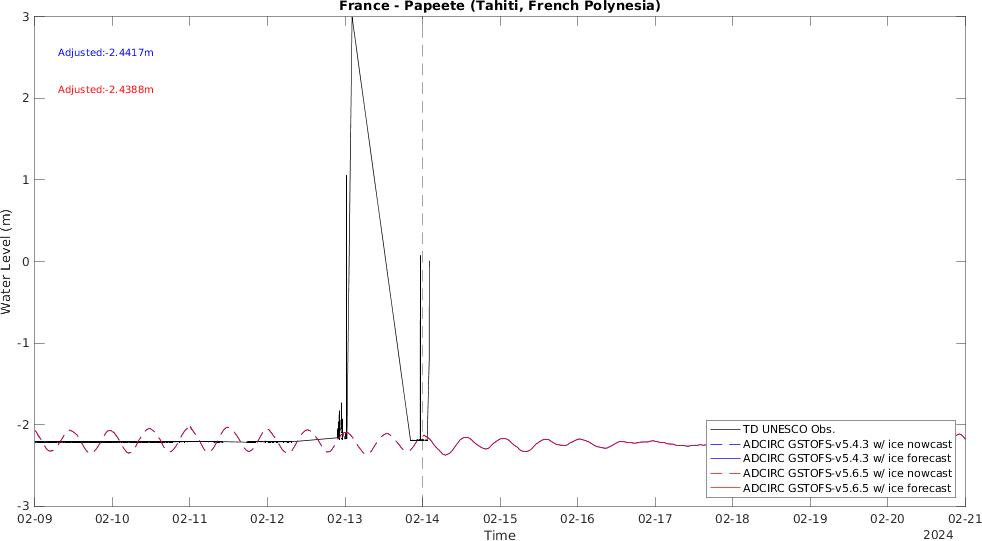 France - Papeete (Tahiti, French Polynesia)
Adjusted:-2.4417m
Adjusted:-2.4388m
3
2
1
0
-1
-2
-3
Water Level (m)
TD UNESCO Obs.
ADCIRC GSTOFS-v5.4.3 w/ ice nowcast
ADCIRC GSTOFS-v5.4.3 w/ ice forecast
ADCIRC GSTOFS-v5.6.5 w/ ice nowcast
ADCIRC GSTOFS-v5.6.5 w/ ice forecast
02-09 02-10 02-11 02-12 02-13 02-14 02-15 02-16 02-17 02-18 02-19 02-20 02-21
Time
2024